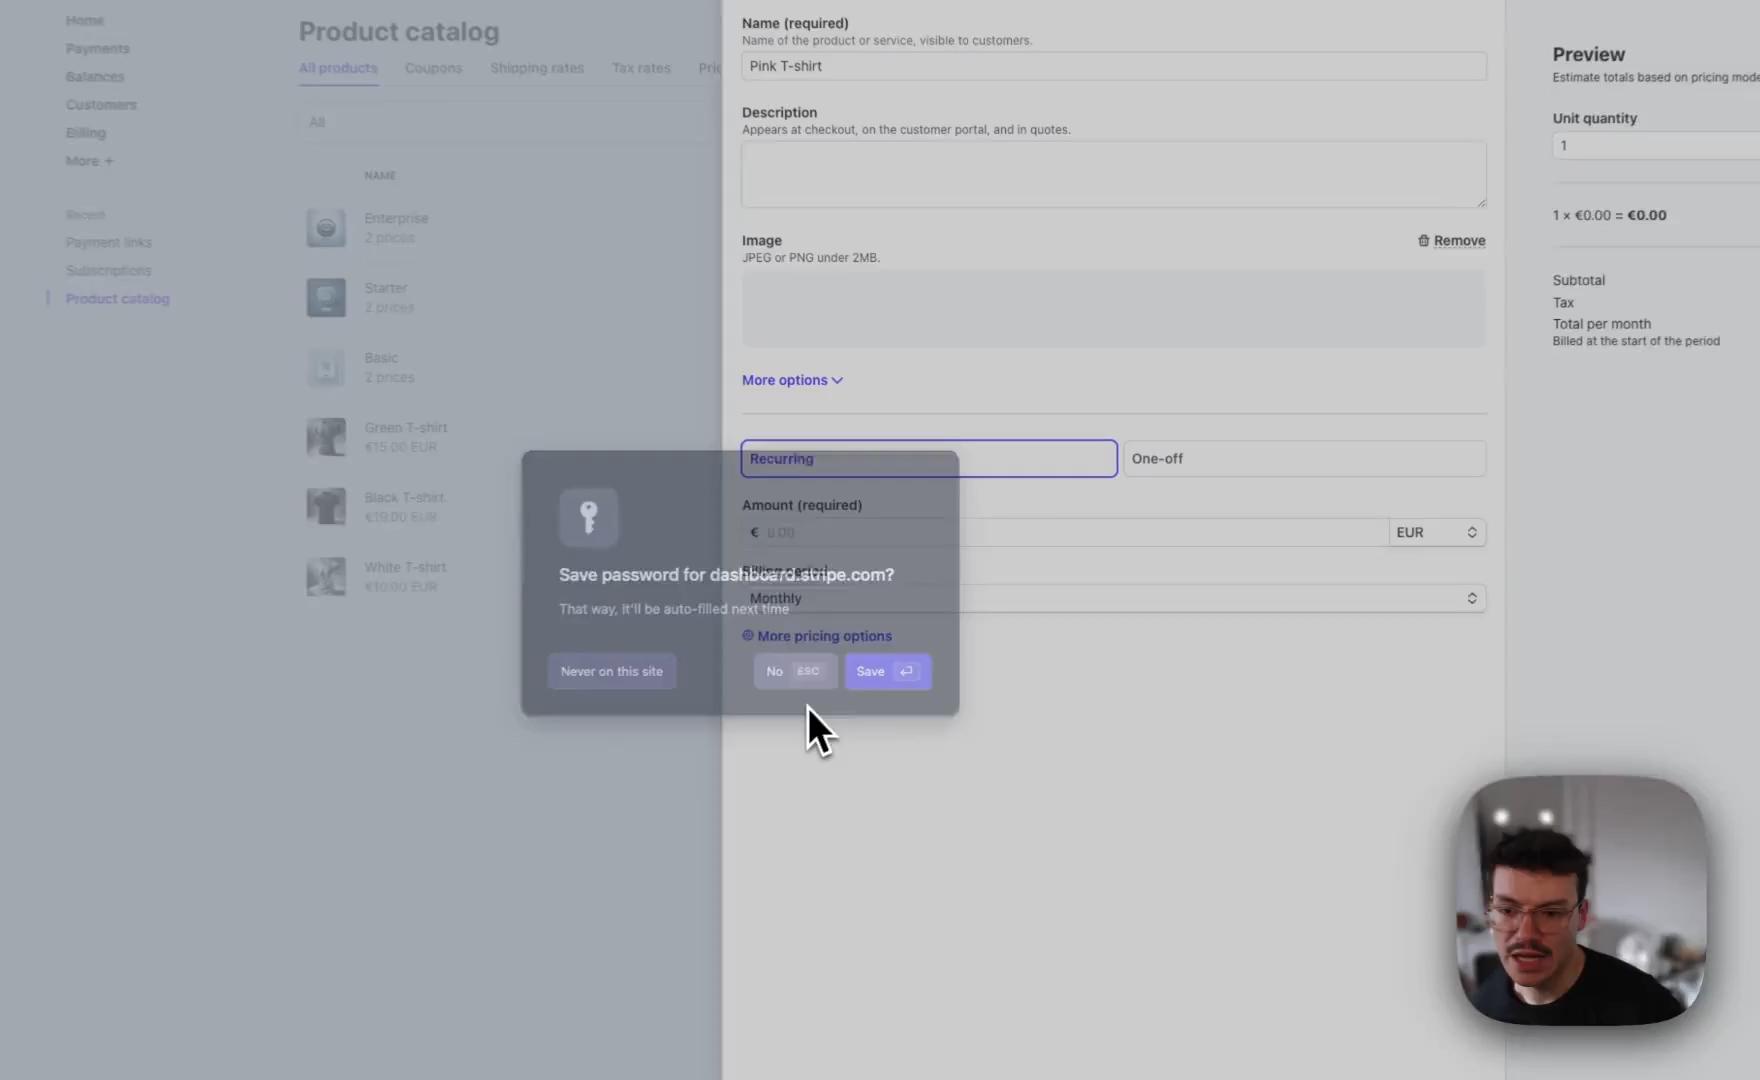 Home
Payments
Balances
Customers
Billing
More +
Recent
Payment links
Subscriptions
Product catalog
Product catalog
All products
Coupons
Shipping rates
Tax rates
All
NAME
Enterprise
2 prices
Starter
2 prices
Basic
2 prices
Green T-shirt
€15.00 EUR
Black T-shirt
€19.00 EUR
White T-shirt
€10.00 EUR
Name (required)
Name of the product or service, visible to customers.
Pink T-shirt
Description
Appears at checkout, on the customer portal, and in quotes.
Image
Remove
JPEG or PNG under 2MB.
More options
Recurring
One-off
Amount (required)
€ 0.00
EUR
Billing period
Monthly
More pricing options
Save password for dashboard.stripe.com?
That way, it'll be auto-filled next time
Never on this site
No ESC
Save
Preview
Estimate totals based on pricing
Unit quantity
1
1 × €0.00 = €0.00
Subtotal
Tax
Total per month
Billed at the start of the period